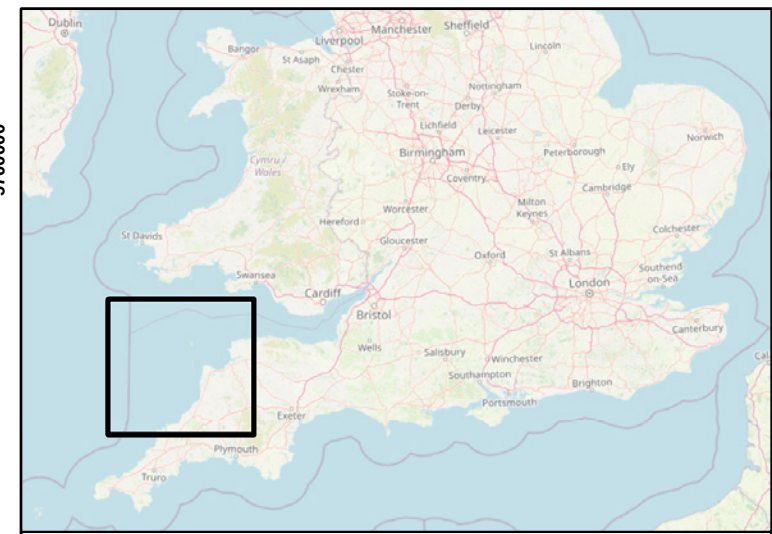 Dublin
Manchester
Sheffield
Liverpool
Bangor
Lincoln
St Asaph
Chester
Wrexham
Stoke-on-
Trent
Nottingham
Derby
Lichfield
Leicester
Norwich
Birmingham
Peterborough
Cymru /
Wales
Ely
Coventry
Cambridge
Worcester
Milton
Keynes
Hereford
Colchester
St Davids
Gloucester
Oxford
St Albans
Swansea
Southend-
on-Sea
London
Cardiff
Bristol
Canterbury
Wells
Salisbury
Winchester
Cal
Southampton
Brighton
Portsmouth
Exeter
Plymouth
Truro